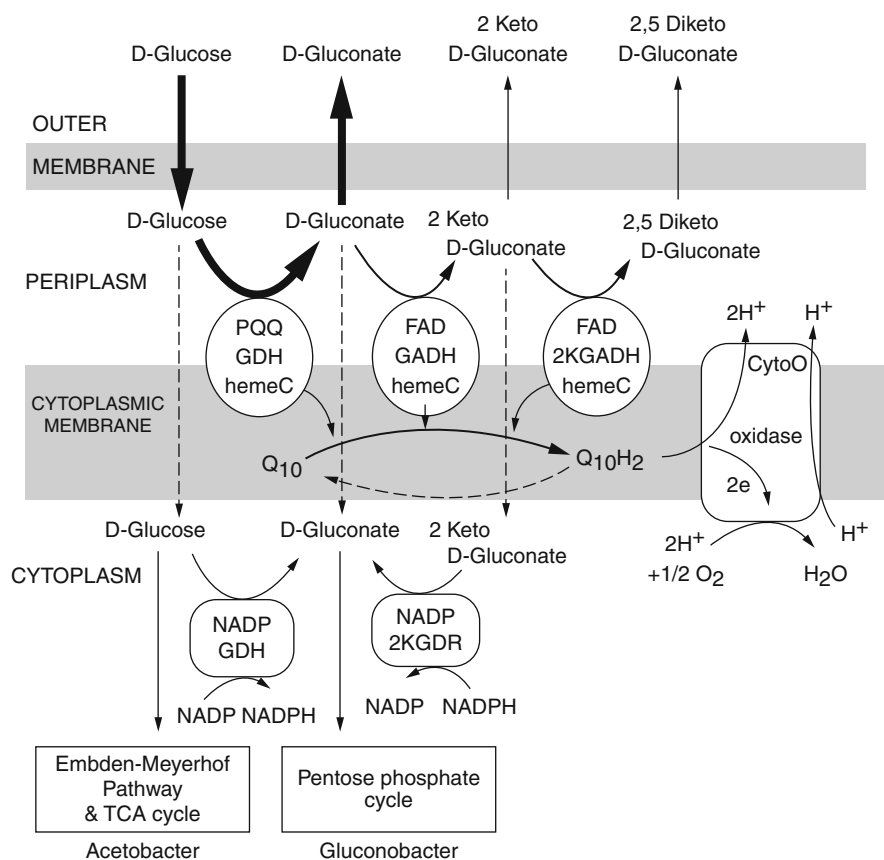 2 Keto
2,5 Diketo
D-Glucose
D-Gluconate
D-Gluconate
D-Gluconate
OUTER
MEMBRANE
D-Glucose
D-Gluconate
2 Keto
D-Gluconate
2,5 Diketo
D-Gluconate
PERIPLASM
PQQ
GDH
hemeC
FAD
GADH
hemeC
FAD
2KGADH
hemeC
2H+
H+
CytoO
oxidase
2e
CYTOPLASMIC
MEMBRANE
Q10
Q10H2
2H+
+1/2 O2
H2O
H+
D-Glucose
D-Gluconate
2 Keto
D-Gluconate
CYTOPLASM
NADP
GDH
NADP
2KGDR
NADP NADPH
NADP NADPH
Embden-Meyerhof
Pathway
& TCA cycle
Pentose phosphate
cycle
Acetobacter
Gluconobacter